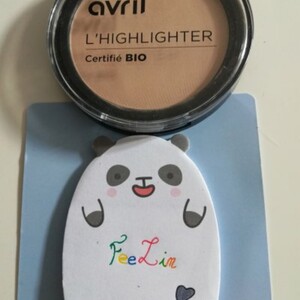 avril
L'HIGHLIGHTER
Certifié BIO
FeeLin